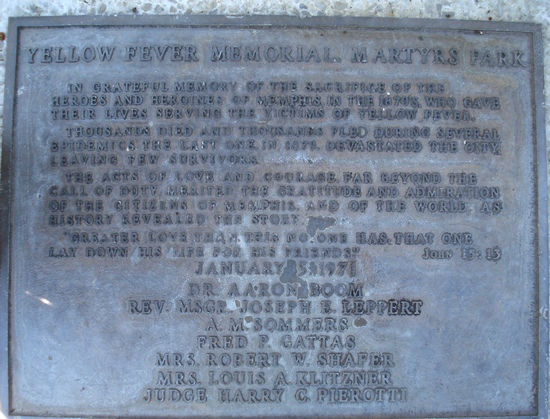 YELLOW FEVER MEMORIAL, MARTYRS PARK
IN GRATEFUL MEMORY OF THE SACRIFICE OF THE
HEROES AND HEROINES OF MEMPHIS, IN THE 1870'S, WHO GAVE
THEIR LIVES SERVING THE VICTIMS OF YELLOW FEVER.
THOUSANDS DIED AND THOUSANDS FLED DURING SEVERAL
EPIDEMICS THE LAST ONE, IN DEVASTATED THE CITY,
LEAVING FEW SURVIVORS.
THE ACTS OF LOVE AND COURAGE, FAR BEYOND THE
CALL OF DUTY, MERITED THE GRATITUDE AND ADMIRATION
OF THE CITIZENS OF MEMPHIS, AND OF THE WORLD, AS
HISTORY REVEALED THE STORY.
"GREATER LOVE THAN THIS NO ONE HAS, THAT ONE
LAY DOWN HIS LIFE FOR HIS FRIENDS" JOHN 15: 13
JANUARY 1971
DR. AARON BOOM
REV. MSGR. JOSEPH E. LEPPERT
A. M. SOMMERS
FRED P. GATTAS
MRS. ROBERT W. SHAFER
MRS. LOUIS A. KLITZNER
JUDGE HARRY C. PIEROTTI